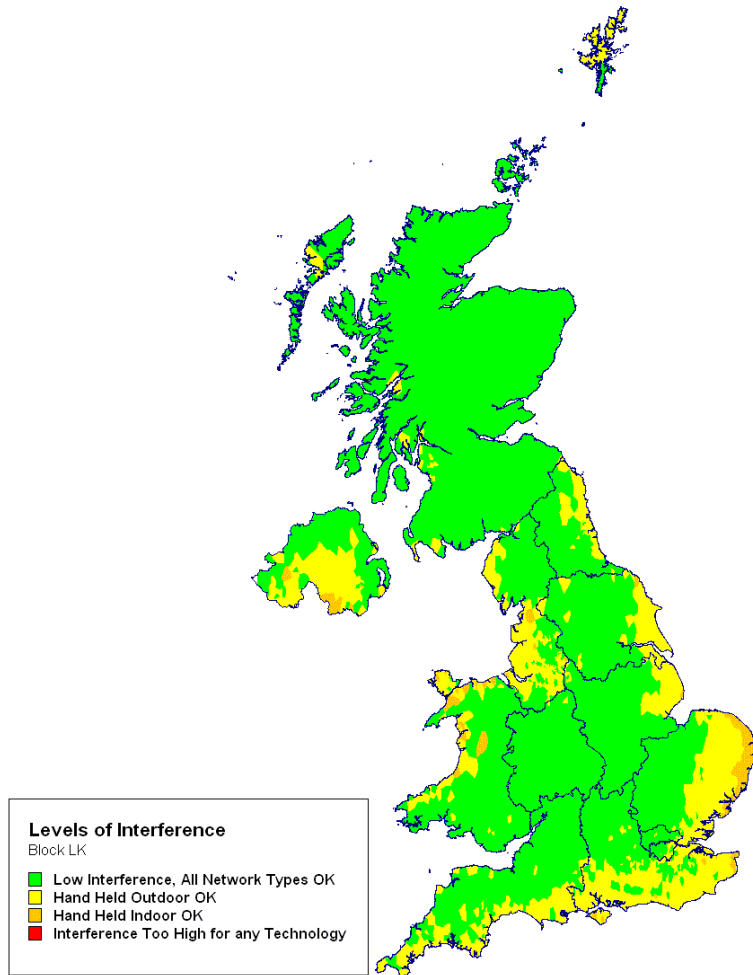 Levels of Interference
Block LK
Low Interference, All Network Types OK
Hand Held Outdoor OK
Hand Held Indoor OK
Interference Too High for any Technology